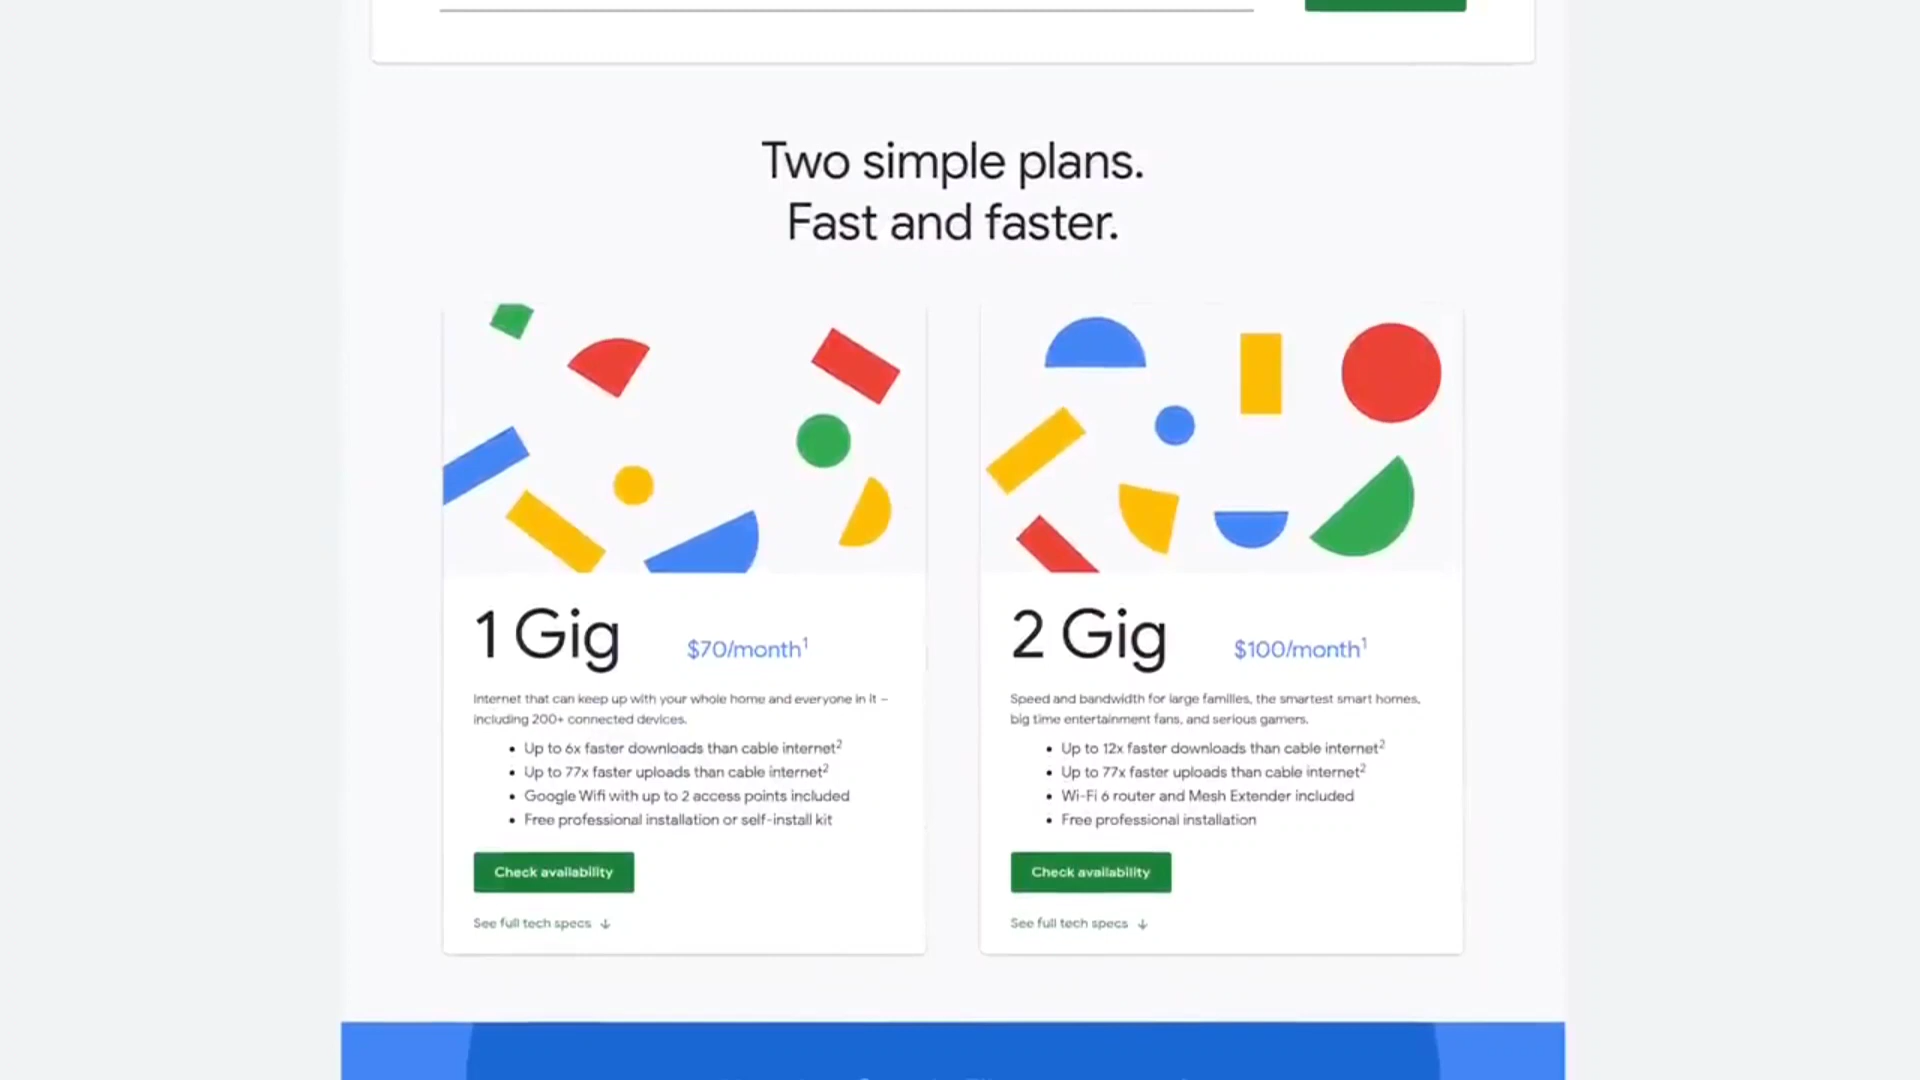 Two simple plans.
Fast and faster.
1 Gig
$70/month¹
Internet that can keep up with your whole home and everyone in it –
including 200+ connected devices.
• Up to 6x faster downloads than cable internet²
• Up to 77x faster uploads than cable internet²
• Google Wifi with up to 2 access points included
• Free professional installation or self-install kit
Check availability
See full tech specs ↓
2 Gig
$100/month¹
Speed and bandwidth for large families, the smartest smart homes,
big time entertainment fans, and serious gamers.
• Up to 12x faster downloads than cable internet²
• Up to 77x faster uploads than cable internet²
• Wi-Fi 6 router and Mesh Extender included
• Free professional installation
Check availability
See full tech specs ↓